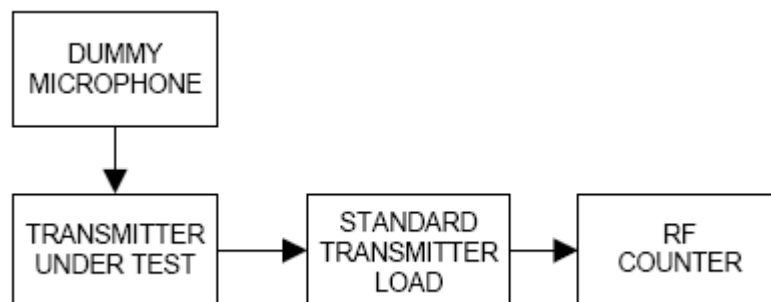 DUMMY
MICROPHONE
TRANSMITTER
UNDER TEST
STANDARD
TRANSMITTER
LOAD
RF
COUNTER